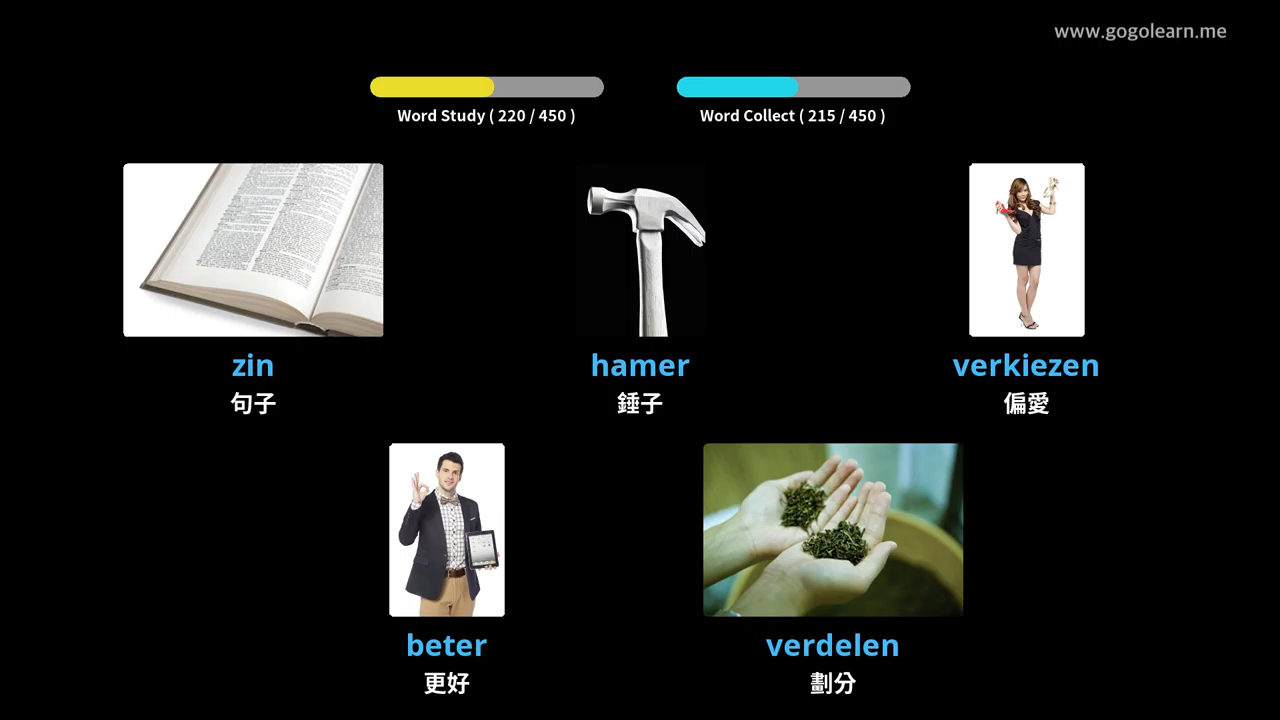 www.gogolearn.me
Word Study ( 220 / 450 )
Word Collect ( 215 / 450 )
zin
句子
hamer
錘子
verkiezen
偏愛
beter
更好
verdelen
劃分